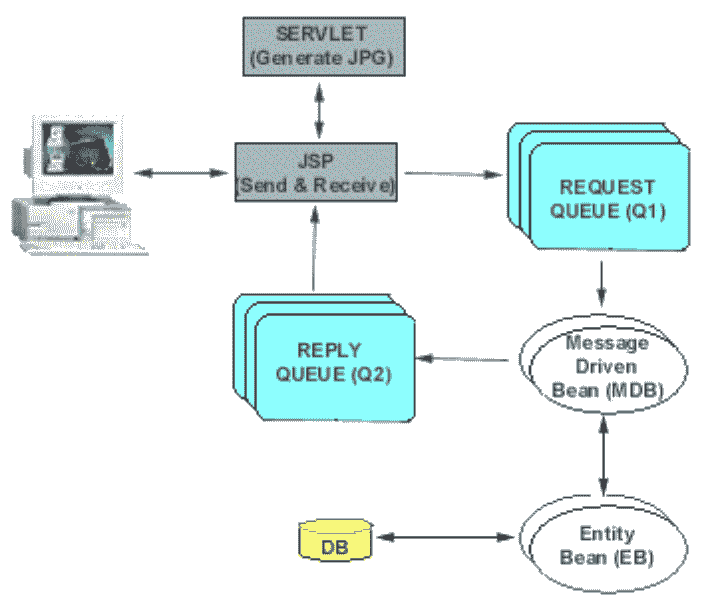 SERVLET
(Generate JPG)
JSP
(Send & Receive)
REQUEST
QUEUE (Q1)
REPLY
QUEUE (Q2)
Message
Driven
Bean (MDB)
DB
Entity
Bean (EB)